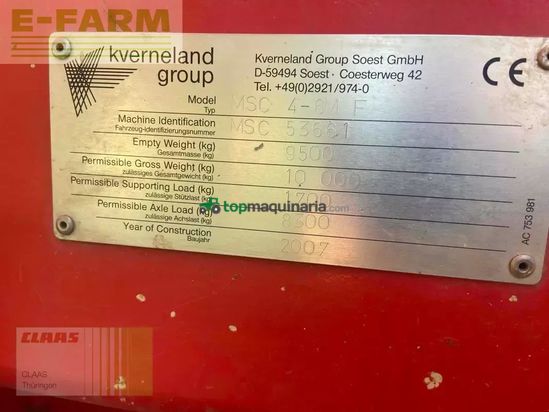 E-FARM
kverneland
group
Kverneland Group Soest GmbH
D-59494 Soest · Coesterweg 42
Tel. +49(0)2921/974-0
CE
Model MSC 4-6M F
Typ
Machine Identification MSC 53661
Fahrzeug-Identifizierungsnummer
Empty Weight (kg) 9500
Gesamtmasse (kg)
Permissible Gross Weight (kg)
zulässiges Gesamtgewicht (kg)
Permissible Supporting Load (kg)
zulässige Stützlast (kg)
topmaquinaria.com
Permissible Axle Load (kg) 8300
zulässige Achslast (kg)
Year of Construction 2007
Baujahr
AC 753 981
CLAAS
CLAAS
Thüringen